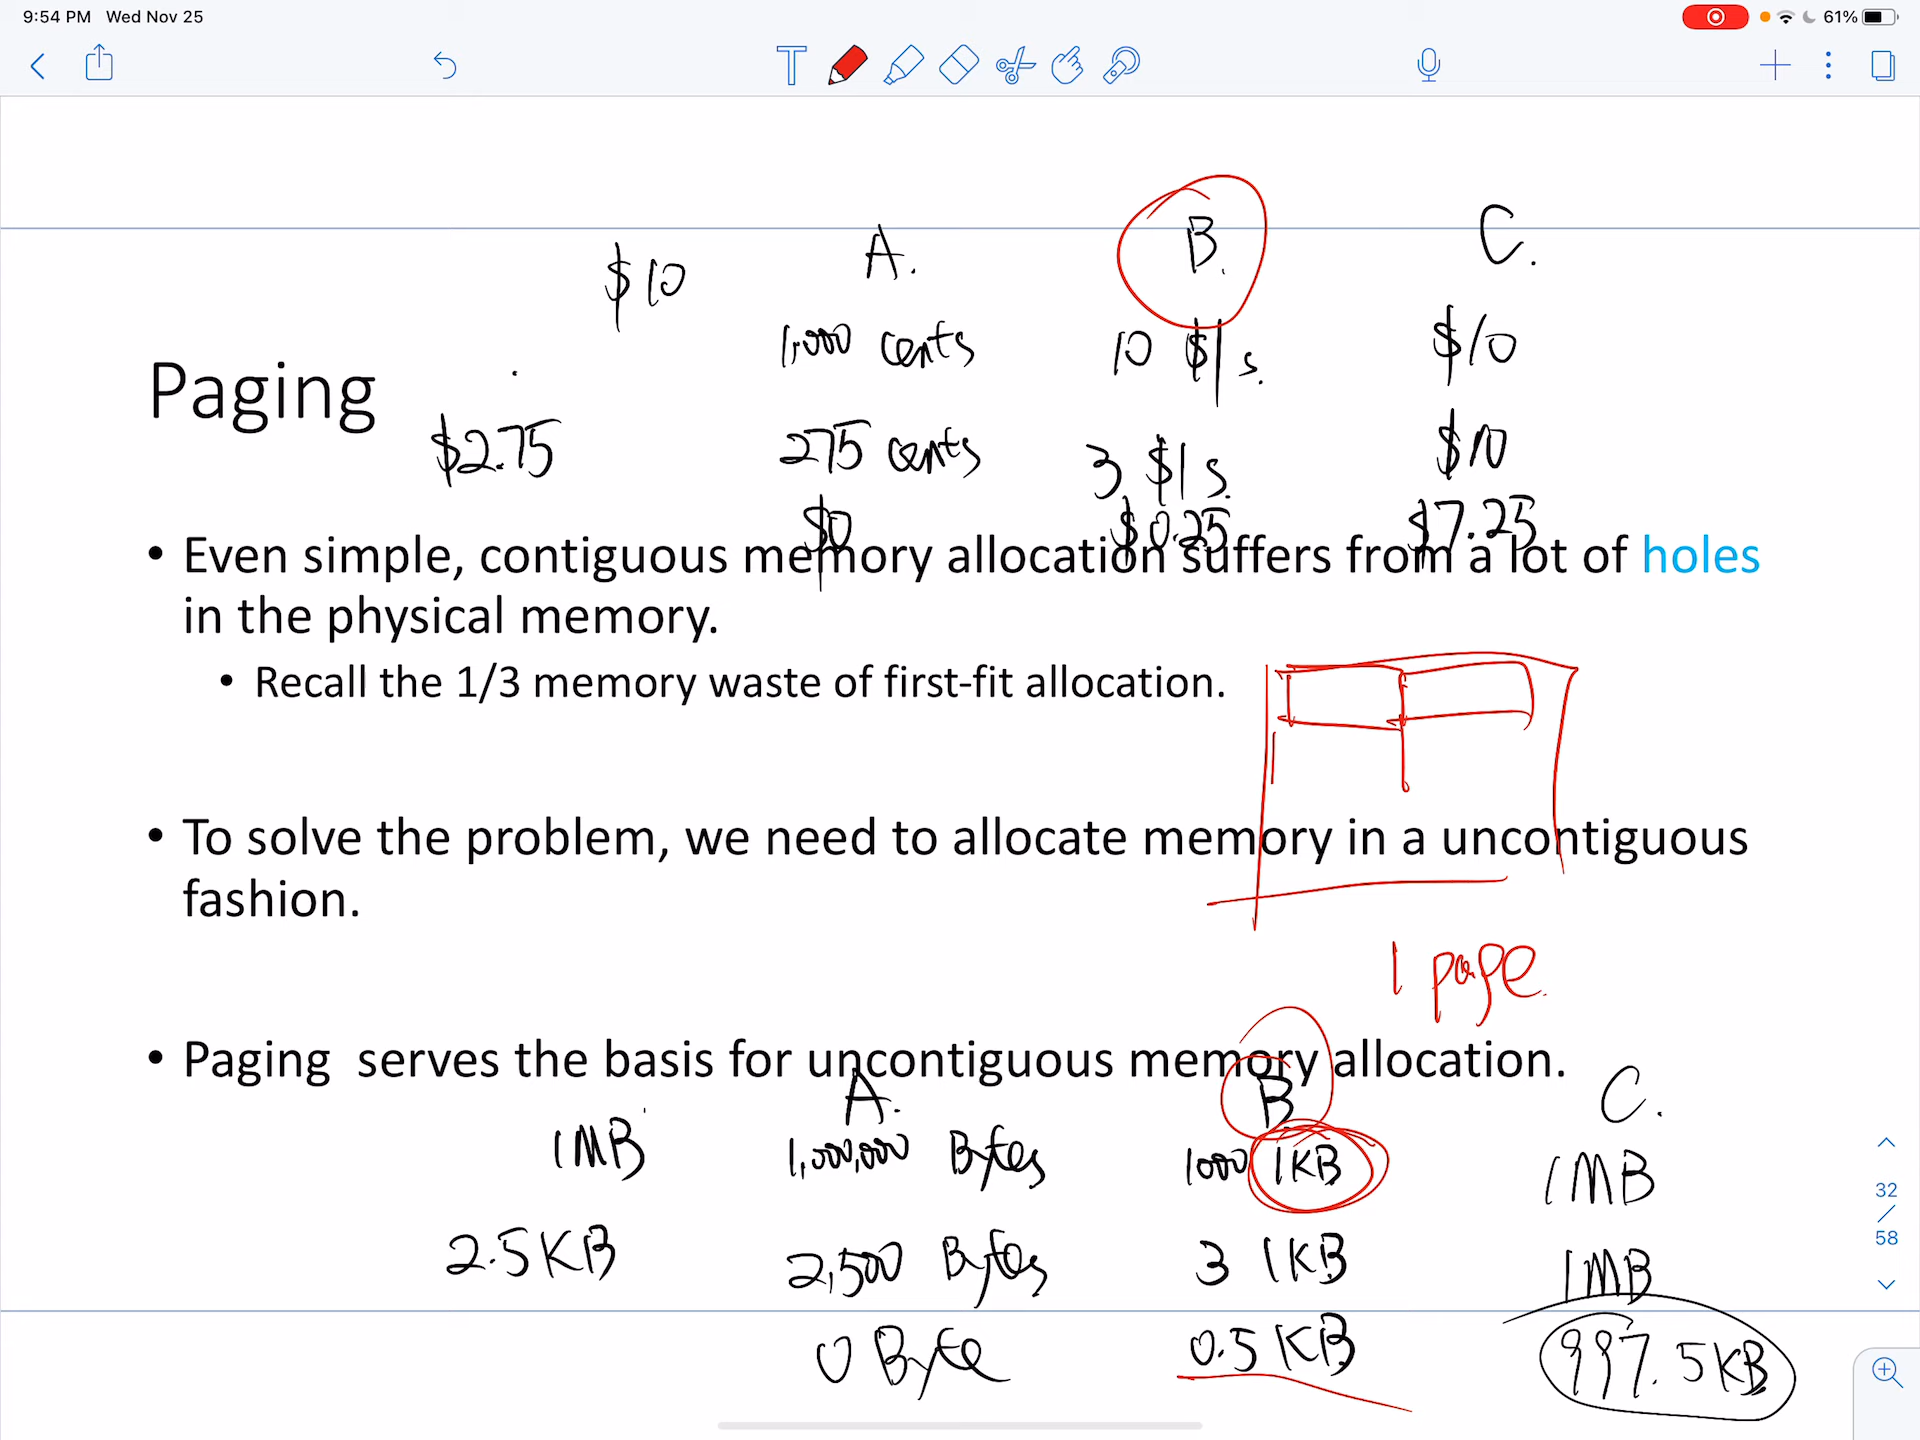 9:54 PM Wed Nov 25
61%
A.
B.
C.
$10
1,000 cents
10 $1s.
$10
Paging
$2.75
275 cents
3 $1s.
$10
$0
$0.25
$7.25
• Even simple, contiguous memory allocation suffers from a lot of holes
in the physical memory.
• Recall the 1/3 memory waste of first-fit allocation.
• To solve the problem, we need to allocate memory in a uncontiguous
fashion.
1 page.
• Paging serves the basis for uncontiguous memory allocation.
A.
B.
C.
1MB
1,000,000 Bytes
1000 1KB
1MB
32
/
58
2.5KB
2,500 Bytes
3 1KB
1MB
0 Byte
0.5 KB
997.5KB